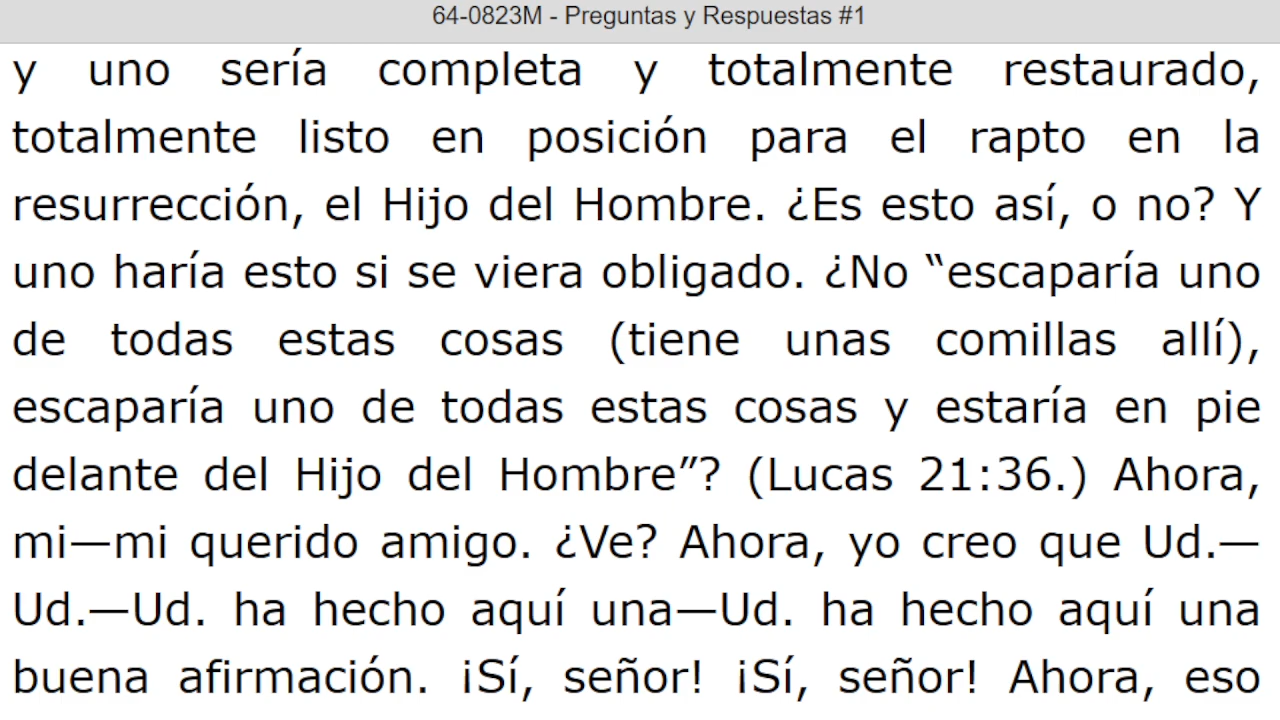 64-0823M - Preguntas y Respuestas #1
y uno sería completa y totalmente restaurado,
totalmente listo en posición para el rapto en la
resurrección, el Hijo del Hombre. ¿Es esto así, o no? Y
uno haría esto si se viera obligado. ¿No “escaparía uno
de todas estas cosas (tiene unas comillas allí),
escaparía uno de todas estas cosas y estaría en pie
delante del Hijo del Hombre”? (Lucas 21:36.) Ahora,
mi—mi querido amigo. ¿Ve? Ahora, yo creo que Ud.—
Ud.—Ud. ha hecho aquí una—Ud. ha hecho aquí una
buena afirmación. ¡Sí, señor! ¡Sí, señor! Ahora, eso